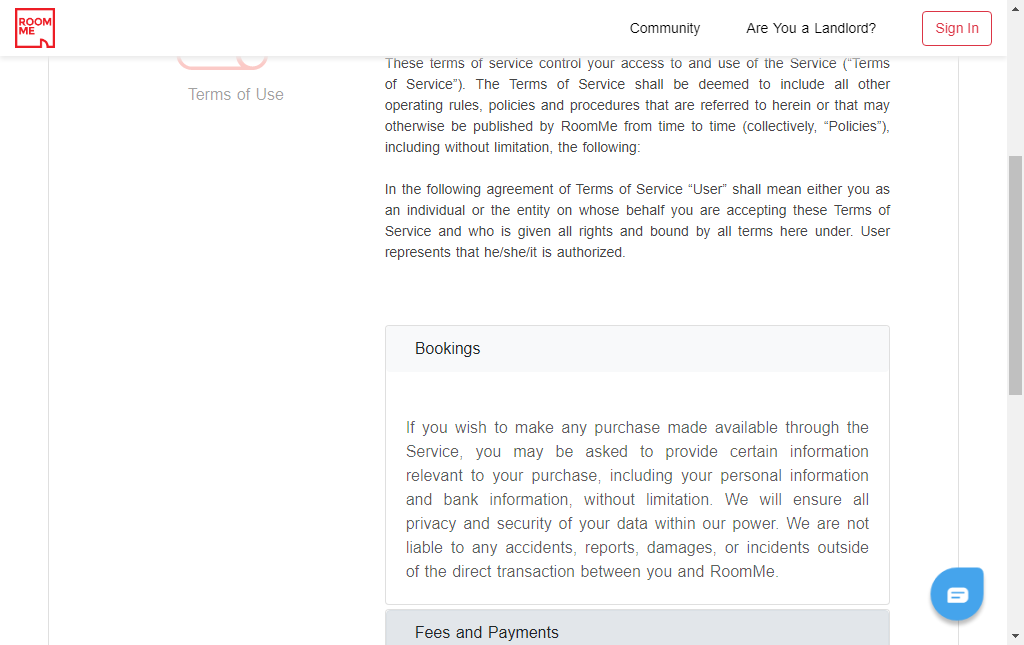 ROOM
ME
Community
Are You a Landlord?
Sign In
These terms of service control your access to and use of the Service (“Terms
of Service”). The Terms of Service shall be deemed to include all other
operating rules, policies and procedures that are referred to herein or that may
otherwise be published by RoomMe from time to time (collectively, “Policies”),
including without limitation, the following:
Terms of Use
In the following agreement of Terms of Service “User” shall mean either you as
an individual or the entity on whose behalf you are accepting these Terms of
Service and who is given all rights and bound by all terms here under. User
represents that he/she/it is authorized.
Bookings
If you wish to make any purchase made available through the
Service, you may be asked to provide certain information
relevant to your purchase, including your personal information
and bank information, without limitation. We will ensure all
privacy and security of your data within our power. We are not
liable to any accidents, reports, damages, or incidents outside
of the direct transaction between you and RoomMe.
Fees and Payments